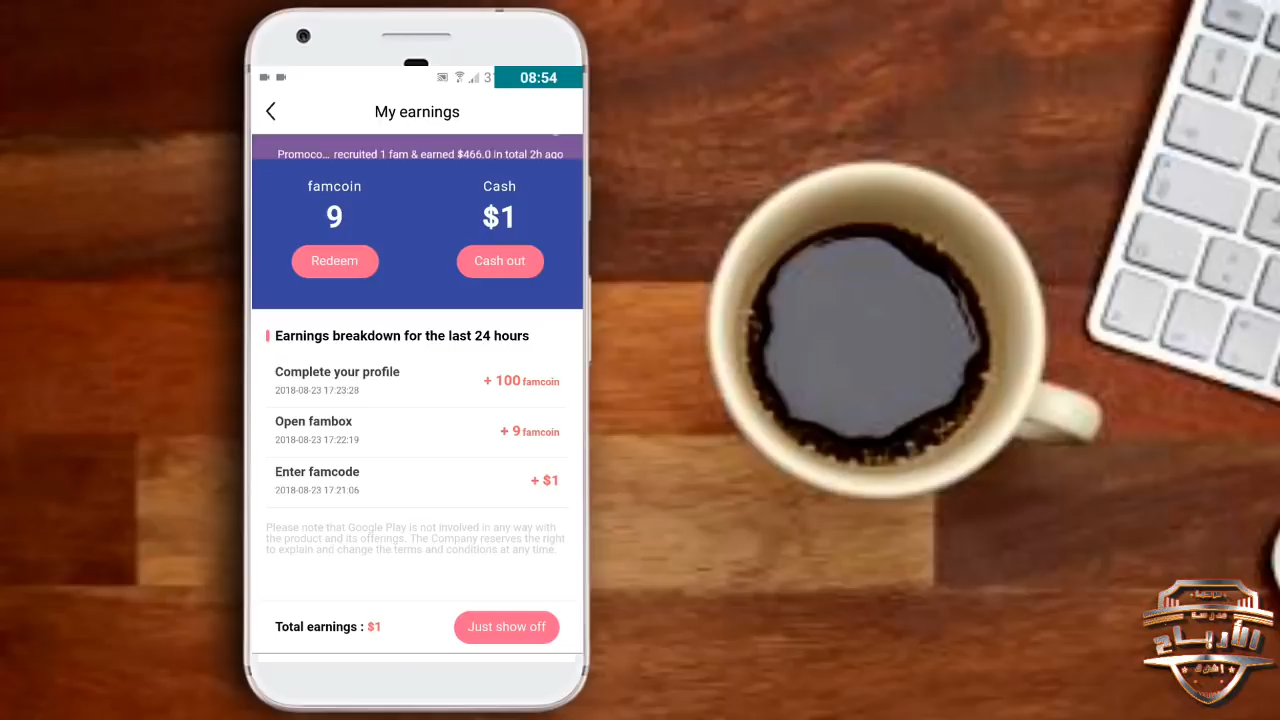 31
08:54
My earnings
Promoco... recruited 1 fam & earned $466.0 in total 2h ago
famcoin
Cash
9
$1
Redeem
Cash out
Earnings breakdown for the last 24 hours
Complete your profile
+ 100 famcoin
2018-08-23 17:23:28
Open fambox
+ 9 famcoin
2018-08-23 17:22:19
Enter famcode
+ $1
2018-08-23 17:21:06
Please note that Google Play is not involved in any way with
the product and its offerings. The Company reserves the right
to explain and change the terms and conditions at any time.
Total earnings : $1
Just show off
الأرباح